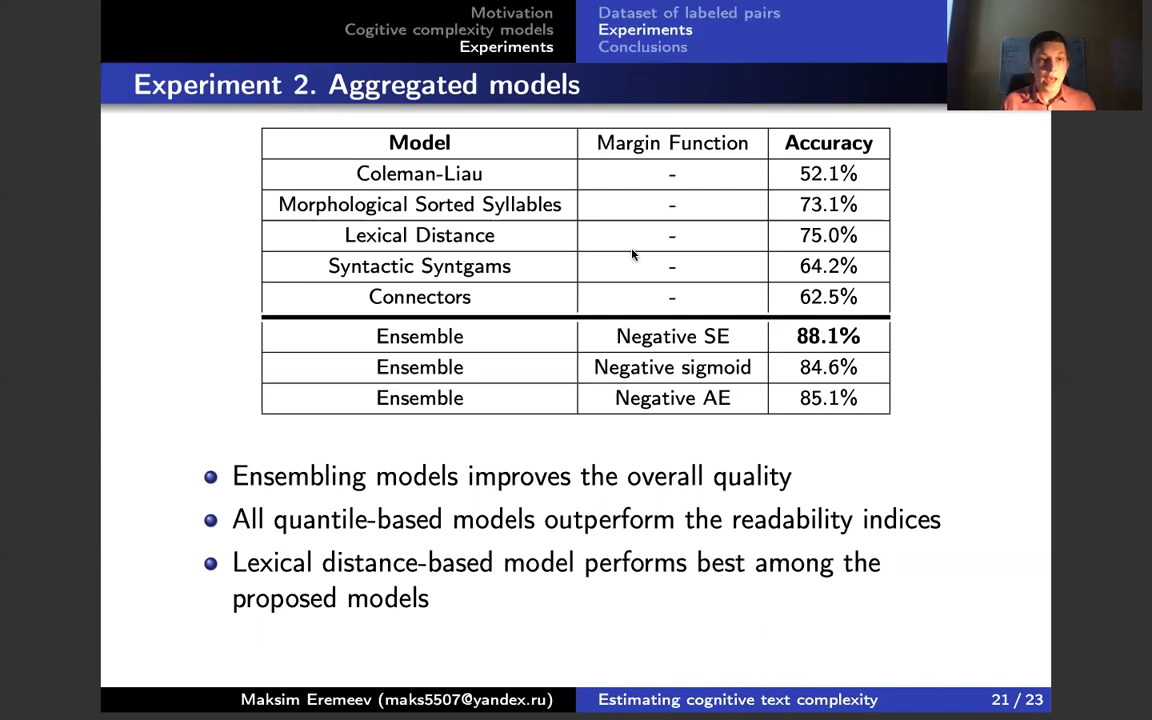 Motivation
Cogitive complexity models
Experiments
Dataset of labeled pairs
Experiments
Conclusions
Experiment 2. Aggregated models
Model Margin Function Accuracy
Coleman-Liau - 52.1%
Morphological Sorted Syllables - 73.1%
Lexical Distance - 75.0%
Syntactic Syntgams - 64.2%
Connectors - 62.5%
Ensemble Negative SE 88.1%
Ensemble Negative sigmoid 84.6%
Ensemble Negative AE 85.1%
Ensembling models improves the overall quality
All quantile-based models outperform the readability indices
Lexical distance-based model performs best among the
proposed models
Maksim Eremeev (maks5507@yandex.ru) Estimating cognitive text complexity 21 / 23